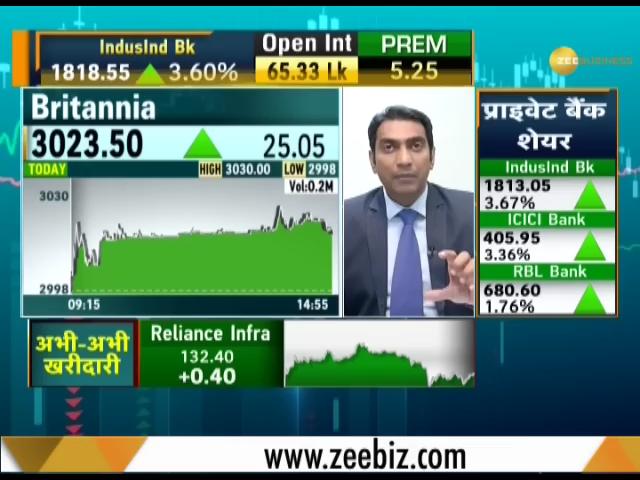 IndusInd Bk
1818.55 3.60%
Open Int
65.33 Lk
PREM
5.25
ZEEBUSINESS
Britannia
3023.50 25.05
TODAY HIGH 3030.00 LOW 2998
Vol:0.2M
3030
2998
09:15 14:55
प्राइवेट बैंक
शेयर
IndusInd Bk
1813.05
3.67%
ICICI Bank
405.95
3.36%
RBL Bank
680.60
1.76%
अभी-अभी
खरीदारी
Reliance Infra
132.40
+0.40
www.zeebiz.com